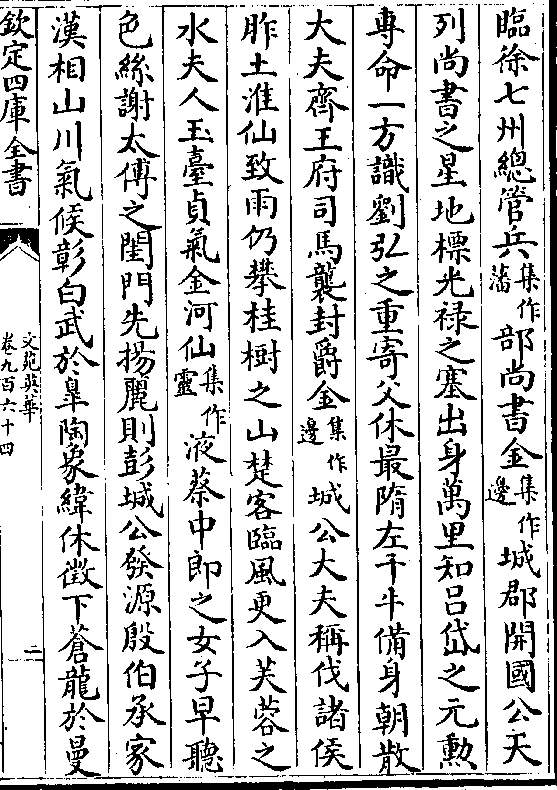 臨徐七州總管兵集作藩部尚書金集作邊城郡開國公天
列尚書之星地標光禄之塞出身萬里知吕岱之元勲
專命一方識劉弘之重寄父休最隋左千牛備身朝散
大夫齊王府司馬襲封爵金集作邊城公大夫稱伐諸侯
胙土淮仙致雨仍攀桂樹之山楚客臨風更入芙蓉之
水夫人玉臺貞氣金河仙集作靈液蔡中郎之女子早聽
色絲謝太傅之閨門先揚麗則彭城公發源殷伯承家
漢相山川氣候彰白武於臯陶象緯休徵下蒼龍於曼
欽定四庫全書
文苑英華
卷九百六十四
二